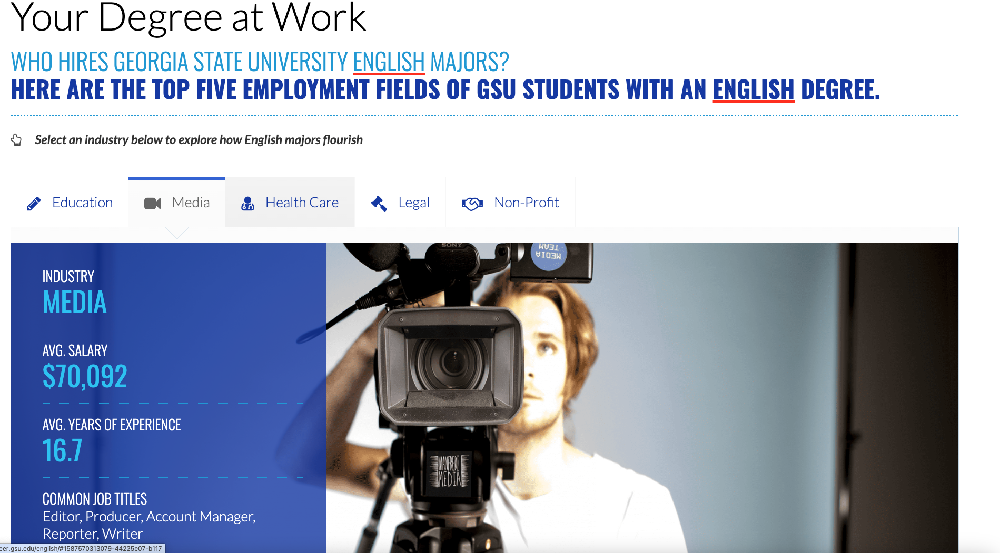 Your Degree at Work
WHO HIRES GEORGIA STATE UNIVERSITY ENGLISH MAJORS?
HERE ARE THE TOP FIVE EMPLOYMENT FIELDS OF GSU STUDENTS WITH AN ENGLISH DEGREE.
Select an industry below to explore how English majors flourish
Education Media Health Care Legal Non-Profit
SONY
MEDIA
TEAM
INDUSTRY
MEDIA
AVG. SALARY
$70,092
AVG. YEARS OF EXPERIENCE
16.7
MANFREDI
MEDIA
COMMON JOB TITLES
Editor, Producer, Account Manager,
Reporter, Writer
eer.gsu.edu/english/#1587570313079-44225e07-b117